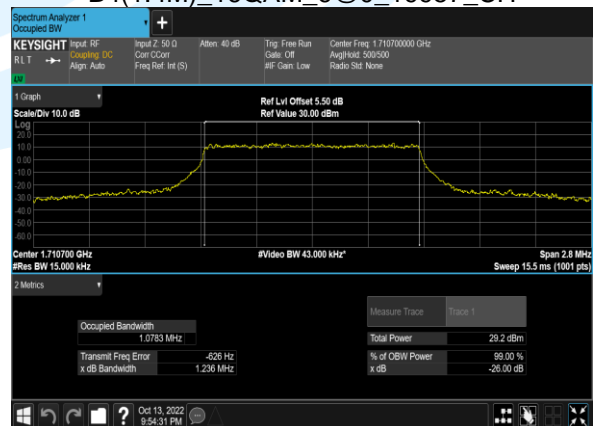 Spectrum Analyzer 1
Occupied BW
KEYSIGHT
R L T
LW
Input: RF
Coupling: DC
Align: Auto
Input Z: 50 Ω
Corr CCorr
Freq Ref: Int (S)
Atten: 40 dB
Trig: Free Run
Gate: Off
#IF Gain: Low
Center Freq: 1.710700000 GHz
Avg|Hold: 500/500
Radio Std: None
1 Graph
Scale/Div 10.0 dB
Ref Lvl Offset 5.50 dB
Ref Value 30.00 dBm
Log
20.0
10.0
0.00
-10.0
-20.0
-30.0
-40.0
-50.0
-60.0
Center 1.710700 GHz
#Res BW 15.000 kHz
#Video BW 43.000 kHz*
Span 2.8 MHz
Sweep 15.5 ms (1001 pts)
2 Metrics
Measure Trace
Trace 1
Occupied Bandwidth
1.0783 MHz
Total Power
29.2 dBm
Transmit Freq Error
-626 Hz
% of OBW Power
99.00 %
x dB Bandwidth
1.236 MHz
x dB
-26.00 dB
?
Oct 13, 2022
9:54:31 PM